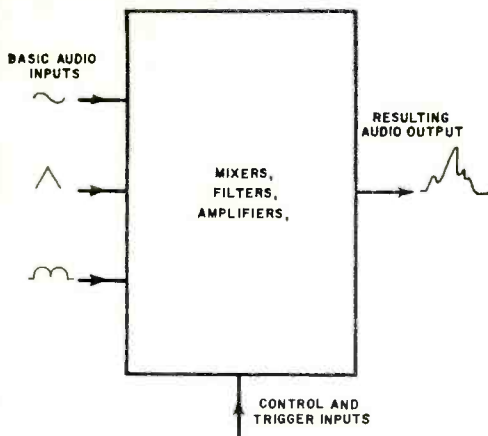 BASIC AUDIO
INPUTS
RESULTING
AUDIO OUTPUT
MIXERS,
FILTERS,
AMPLIFIERS,
CONTROL AND
TRIGGER INPUTS